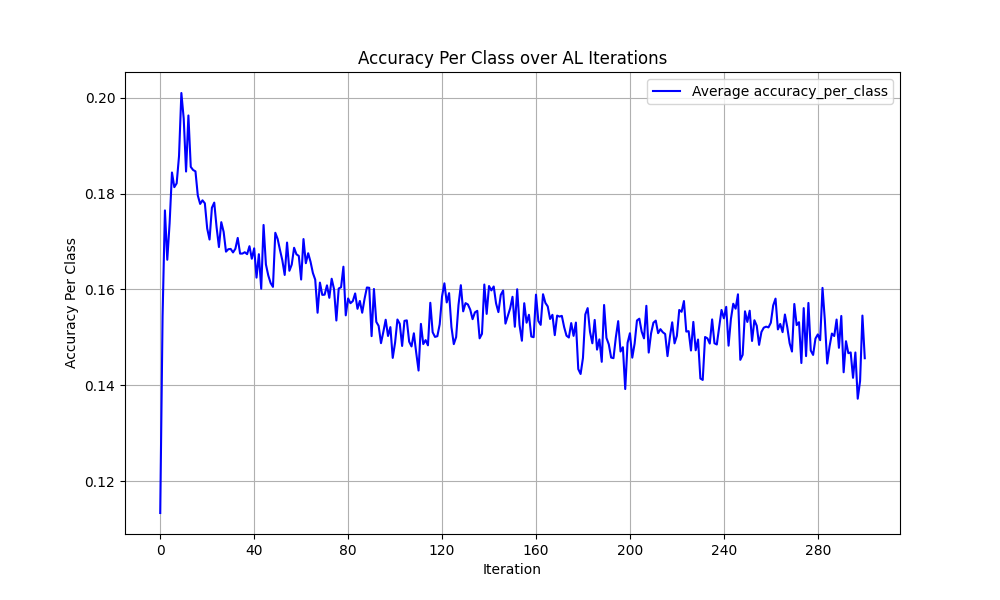 Accuracy Per Class over AL Iterations
Average accuracy_per_class
Accuracy Per Class
0.20
0.18
0.16
0.14
0.12
0 40 80 120 160 200 240 280
Iteration